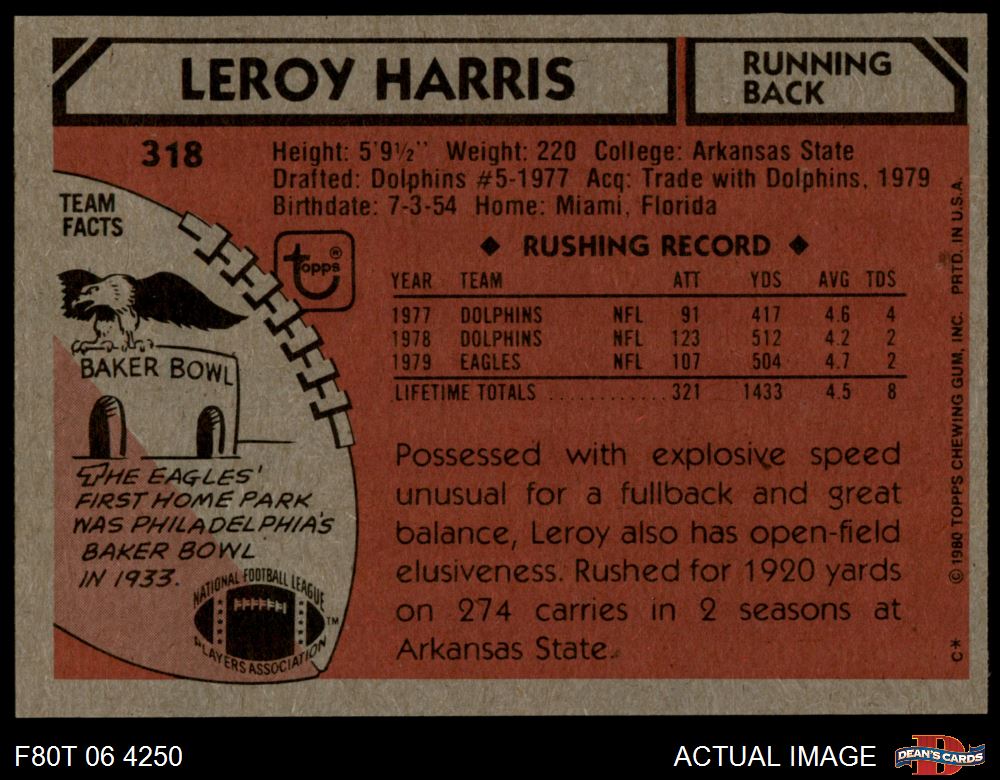 LEROY HARRIS
RUNNING
BACK
318
Height: 5'9½" Weight: 220 College: Arkansas State
Drafted: Dolphins #5-1977 Acq: Trade with Dolphins, 1979
Birthdate: 7-3-54 Home: Miami, Florida
TEAM
FACTS
topps®
BAKER BOWL
THE EAGLES'
FIRST HOME PARK
WAS PHILADELPHIA'S
BAKER BOWL
IN 1933.
NATIONAL FOOTBALL LEAGUE
PLAYERS ASSOCIATION
TM
◆ RUSHING RECORD ◆
YEAR TEAM ATT YDS AVG TDS
1977 DOLPHINS NFL 91 417 4.6 4
1978 DOLPHINS NFL 123 512 4.2 2
1979 EAGLES NFL 107 504 4.7 2
LIFETIME TOTALS ............ 321 1433 4.5 8
Possessed with explosive speed
unusual for a fullback and great
balance, Leroy also has open-field
elusiveness. Rushed for 1920 yards
on 274 carries in 2 seasons at
Arkansas State.
C* © 1980 TOPPS CHEWING GUM, INC. PRTD. IN U.S.A.
F80T 06 4250
ACTUAL IMAGE
D
DEAN'S CARDS